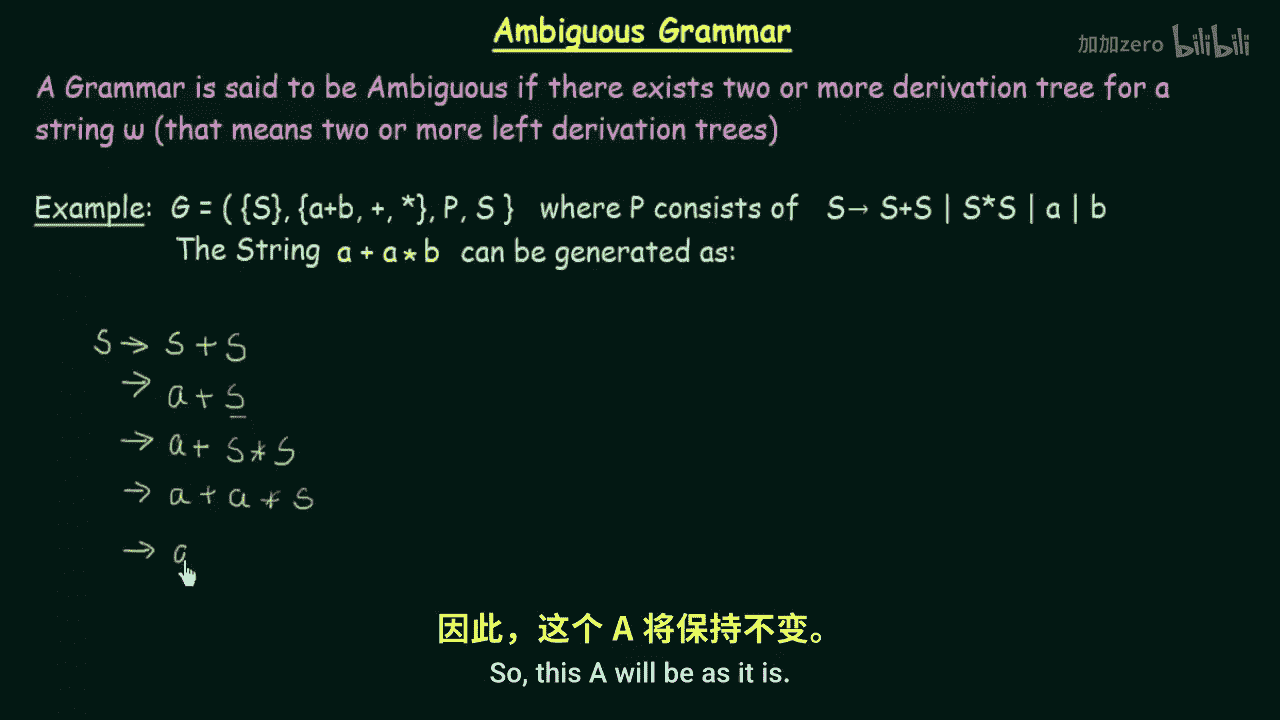 Ambiguous Grammar
加加zero bilibili
A Grammar is said to be Ambiguous if there exists two or more derivation tree for a
string ω (that means two or more left derivation trees)
Example: G = ( {S}, {a+b, +, *}, P, S } where P consists of S→ S+S | S*S | a | b
The String a + a * b can be generated as:
S → S + S
→ a + S
→ a + S * S
→ a + a * S
→ a
因此，这个 A 将保持不变。
So, this A will be as it is.